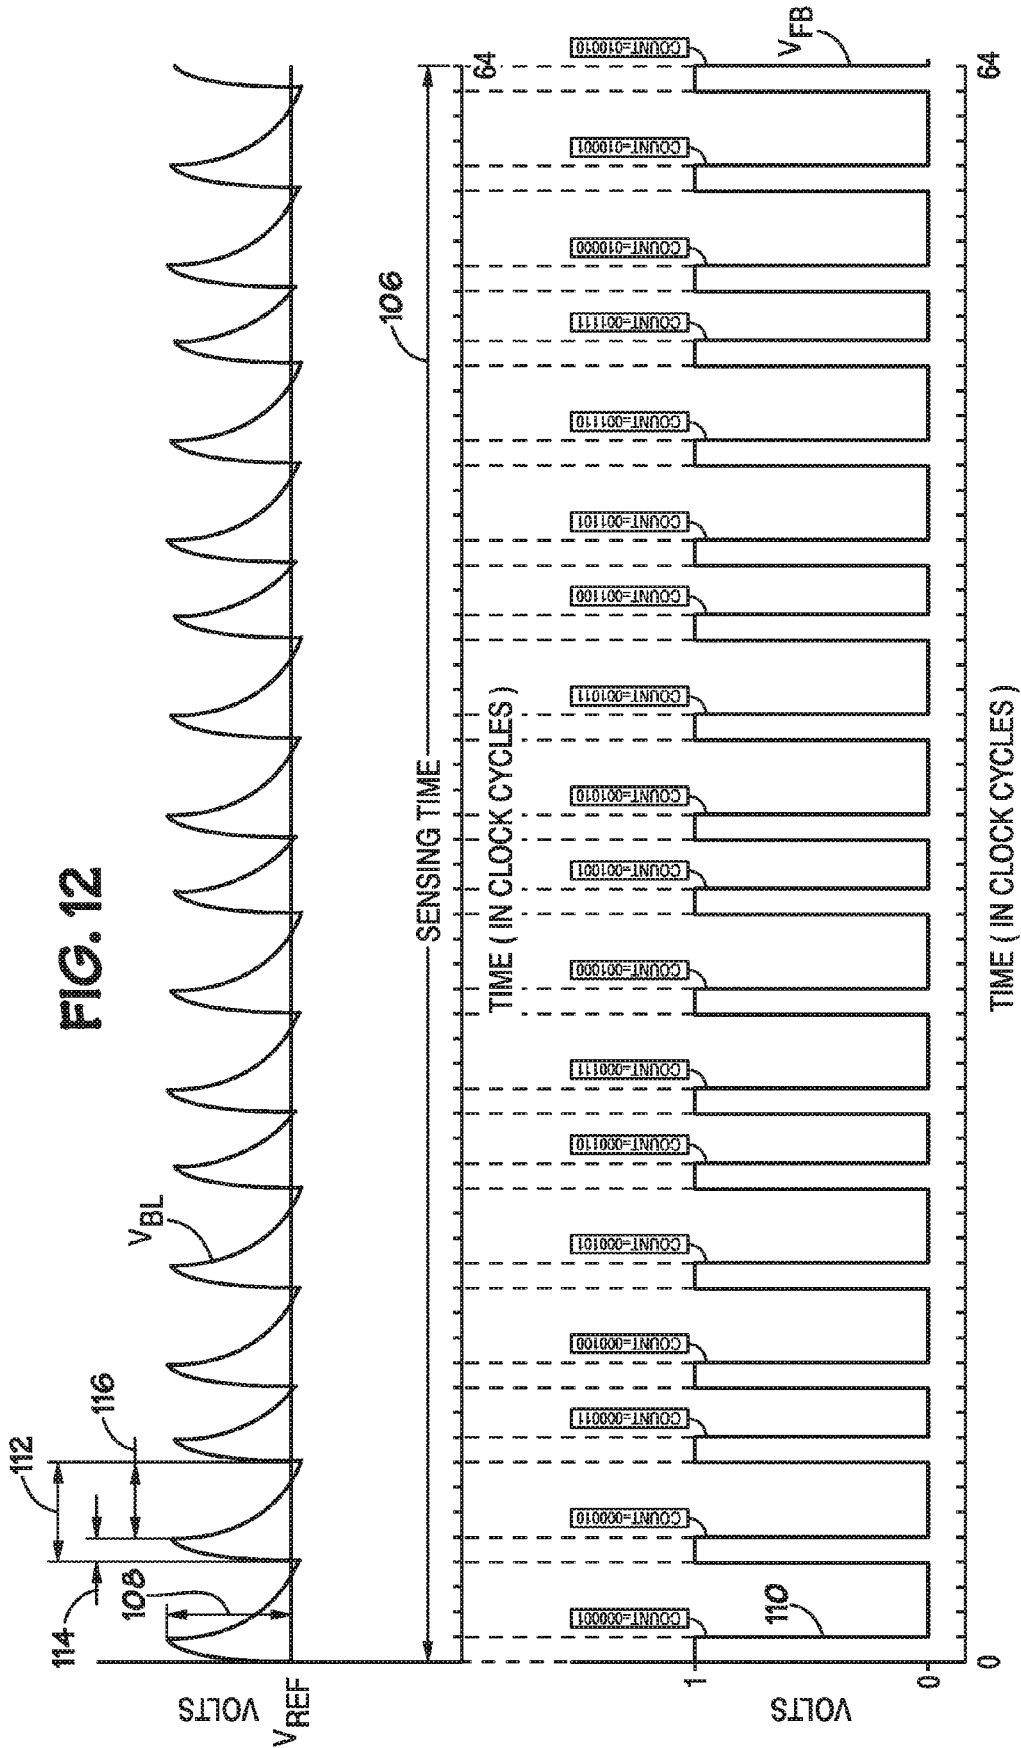 FIG. 12
VOLTS
VREF
114
108
112
116
VBL
106
SENSING TIME
64
TIME ( IN CLOCK CYCLES )
VOLTS
1
0
COUNT=000001
COUNT=000010
COUNT=000011
COUNT=000100
COUNT=000101
COUNT=000110
COUNT=000111
COUNT=001000
COUNT=001001
COUNT=001010
COUNT=001011
COUNT=001100
COUNT=001101
COUNT=001110
COUNT=001111
COUNT=010000
COUNT=010001
COUNT=010010
110
VFB
0
64
TIME ( IN CLOCK CYCLES )